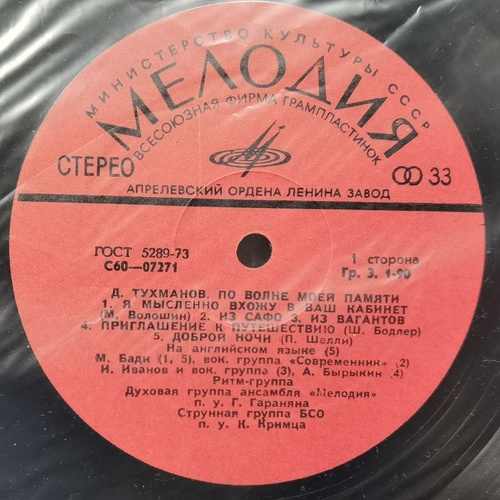 МИНИСТЕРСТВО КУЛЬТУРЫ СССР
МЕЛОДИЯ
ВСЕСОЮЗНАЯ ФИРМА ГРАМПЛАСТИНОК
СТЕРЕО 33
АПРЕЛЕВСКИЙ ОРДЕНА ЛЕНИНА ЗАВОД
ГОСТ 5289-73 1 сторона
С60—07271 Гр. 3. 1-90
Д. ТУХМАНОВ. ПО ВОЛНЕ МОЕЙ ПАМЯТИ
1. Я МЫСЛЕННО ВХОЖУ В ВАШ КАБИНЕТ
(М. Волошин) 2. ИЗ САФО 3. ИЗ ВАГАНТОВ
4. ПРИГЛАШЕНИЕ К ПУТЕШЕСТВИЮ (Ш. Бодлер)
5. ДОБРОЙ НОЧИ (П. Шелли)
На английском языке (5)
М. Бади (1, 5), вок. группа «Современник» (2)
И. Иванов и вок. группа (3), А. Бырыкин (4)
Ритм-группа
Духовая группа ансамбля «Мелодия»
п. у. Г. Гараняна
Струнная группа БСО
п. у. К. Кримца